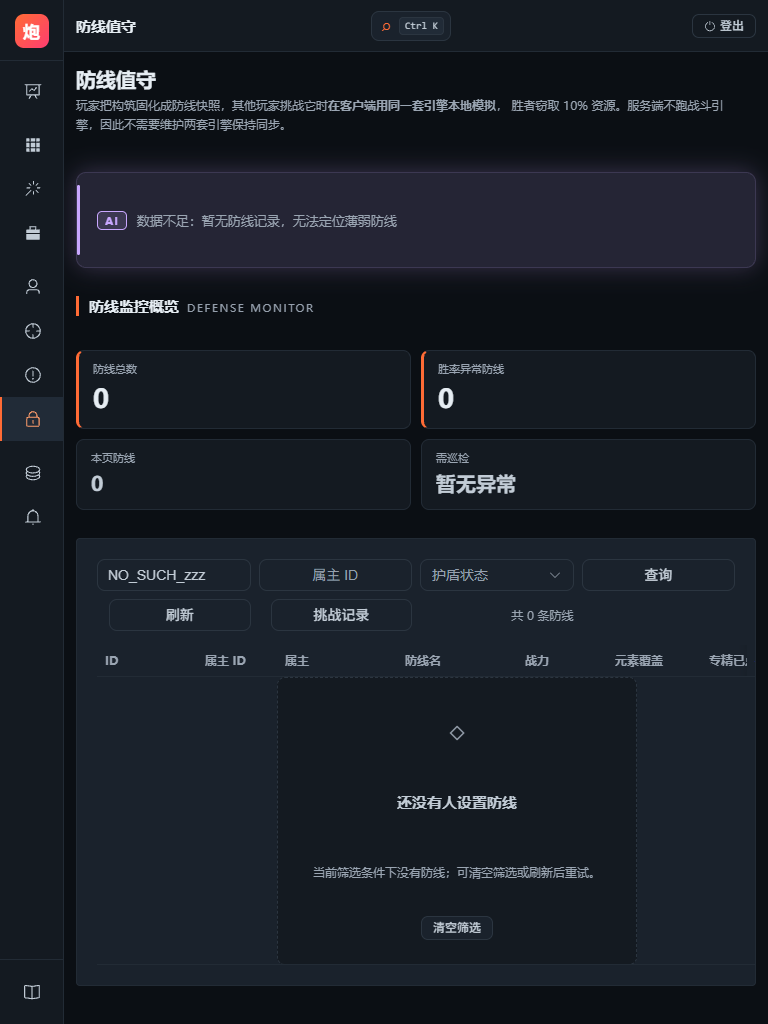 炮
防线值守
Ctrl K
登出
防线值守
玩家把构筑固化成防线快照，其他玩家挑战它时在客户端用同一套引擎本地模拟， 胜者窃取 10% 资源。服务端不跑战斗引
擎，因此不需要维护两套引擎保持同步。
AI 数据不足：暂无防线记录，无法定位薄弱防线
防线监控概览 DEFENSE MONITOR
防线总数
0
胜率异常防线
0
本页防线
0
需巡检
暂无异常
NO_SUCH_zzz 属主 ID 护盾状态 查询
刷新 挑战记录 共 0 条防线
ID 属主 ID 属主 防线名 战力 元素覆盖 专精已
还没有人设置防线
当前筛选条件下没有防线；可清空筛选或刷新后重试。
清空筛选